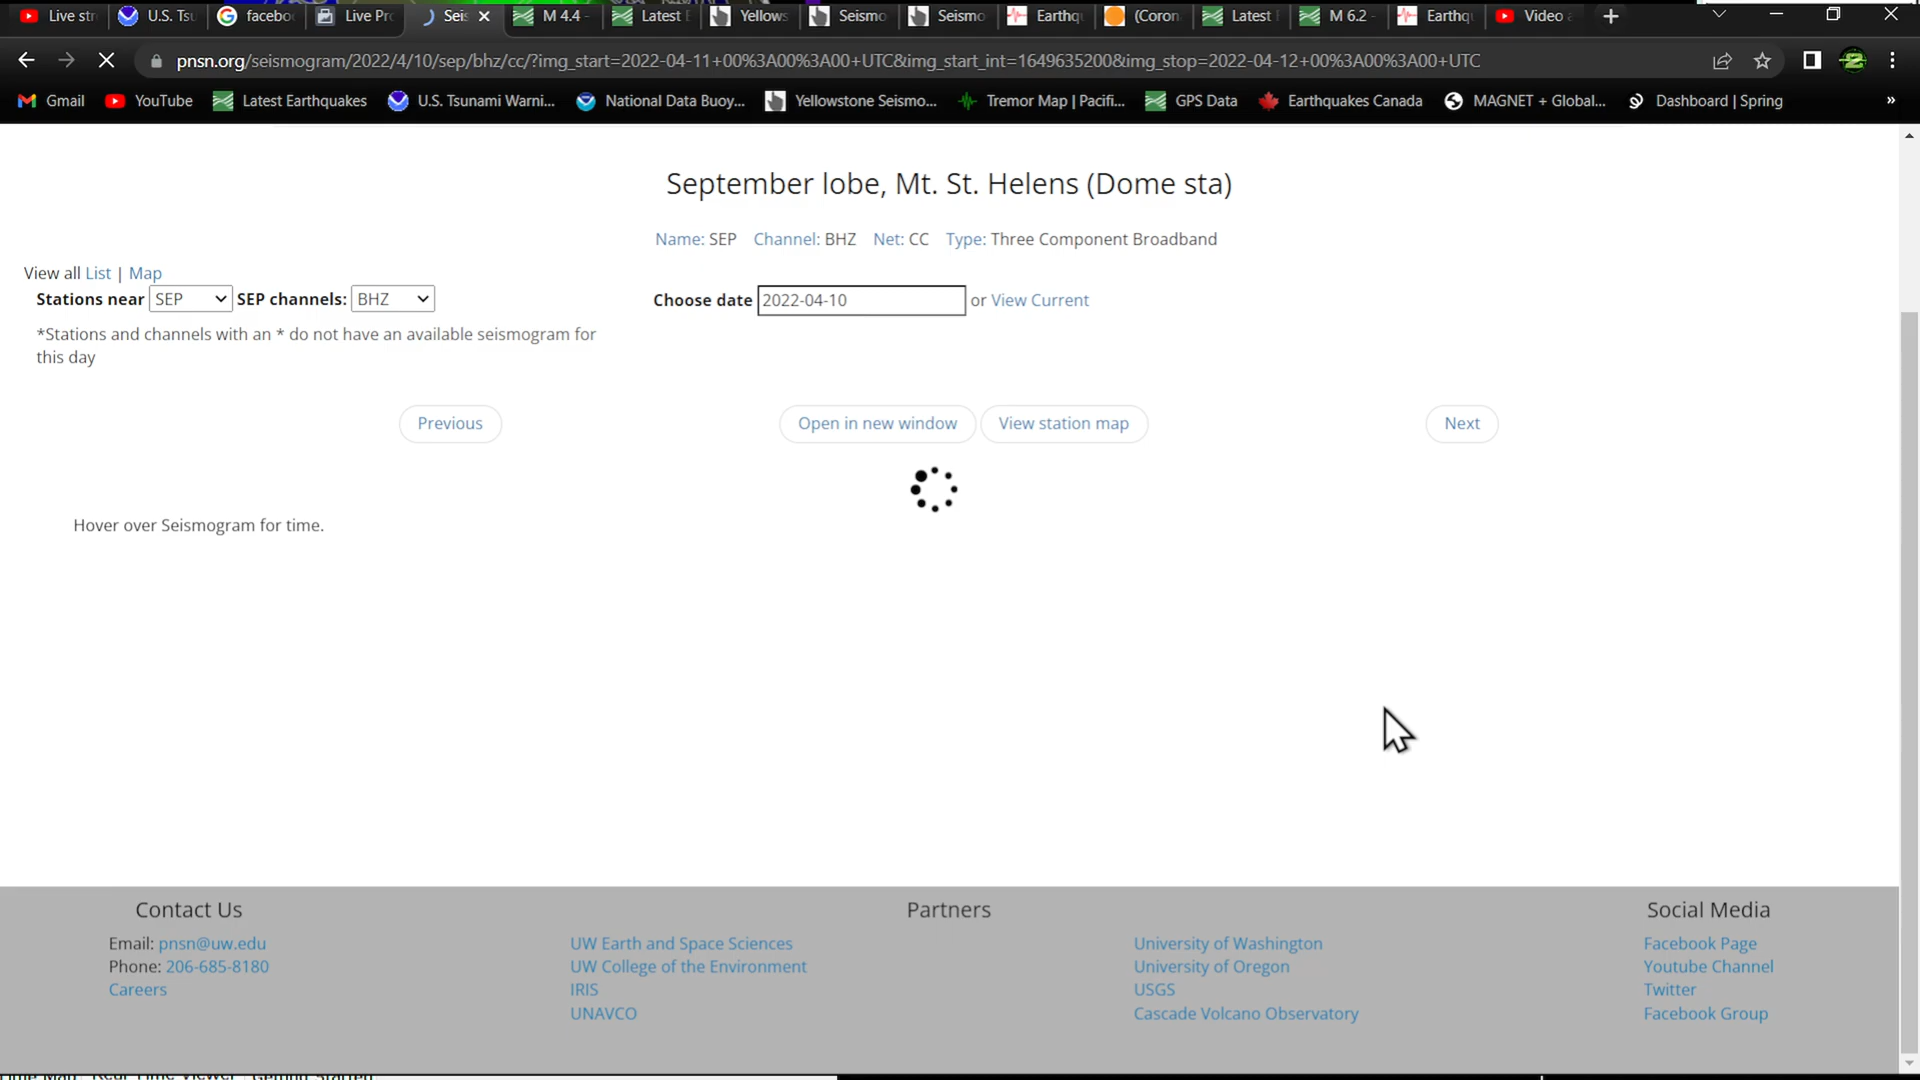 Live str
U.S. Tsu
facebo
Live Pro
Seis
M 4.4 -
Latest E
Yellows
Seismo
Seismo
Earthqu
(Coron
Latest E
M 6.2 -
Earthqu
Video a
pnsn.org/seismogram/2022/4/10/sep/bhz/cc/?img_start=2022-04-11+00%3A00%3A00+UTC&img_start_int=1649635200&img_stop=2022-04-12+00%3A00%3A00+UTC
Gmail
YouTube
Latest Earthquakes
U.S. Tsunami Warni...
National Data Buoy...
Yellowstone Seismo...
Tremor Map | Pacifi...
GPS Data
Earthquakes Canada
MAGNET + Global...
Dashboard | Spring
»
September lobe, Mt. St. Helens (Dome sta)
Name: SEP Channel: BHZ Net: CC Type: Three Component Broadband
View all List | Map
Stations near SEP SEP channels: BHZ
Choose date 2022-04-10 or View Current
*Stations and channels with an * do not have an available seismogram for
this day
Previous
Open in new window
View station map
Next
Hover over Seismogram for time.
Contact Us
Email: pnsn@uw.edu
Phone: 206-685-8180
Careers
Partners
UW Earth and Space Sciences
UW College of the Environment
IRIS
UNAVCO
University of Washington
University of Oregon
USGS
Cascade Volcano Observatory
Social Media
Facebook Page
Youtube Channel
Twitter
Facebook Group